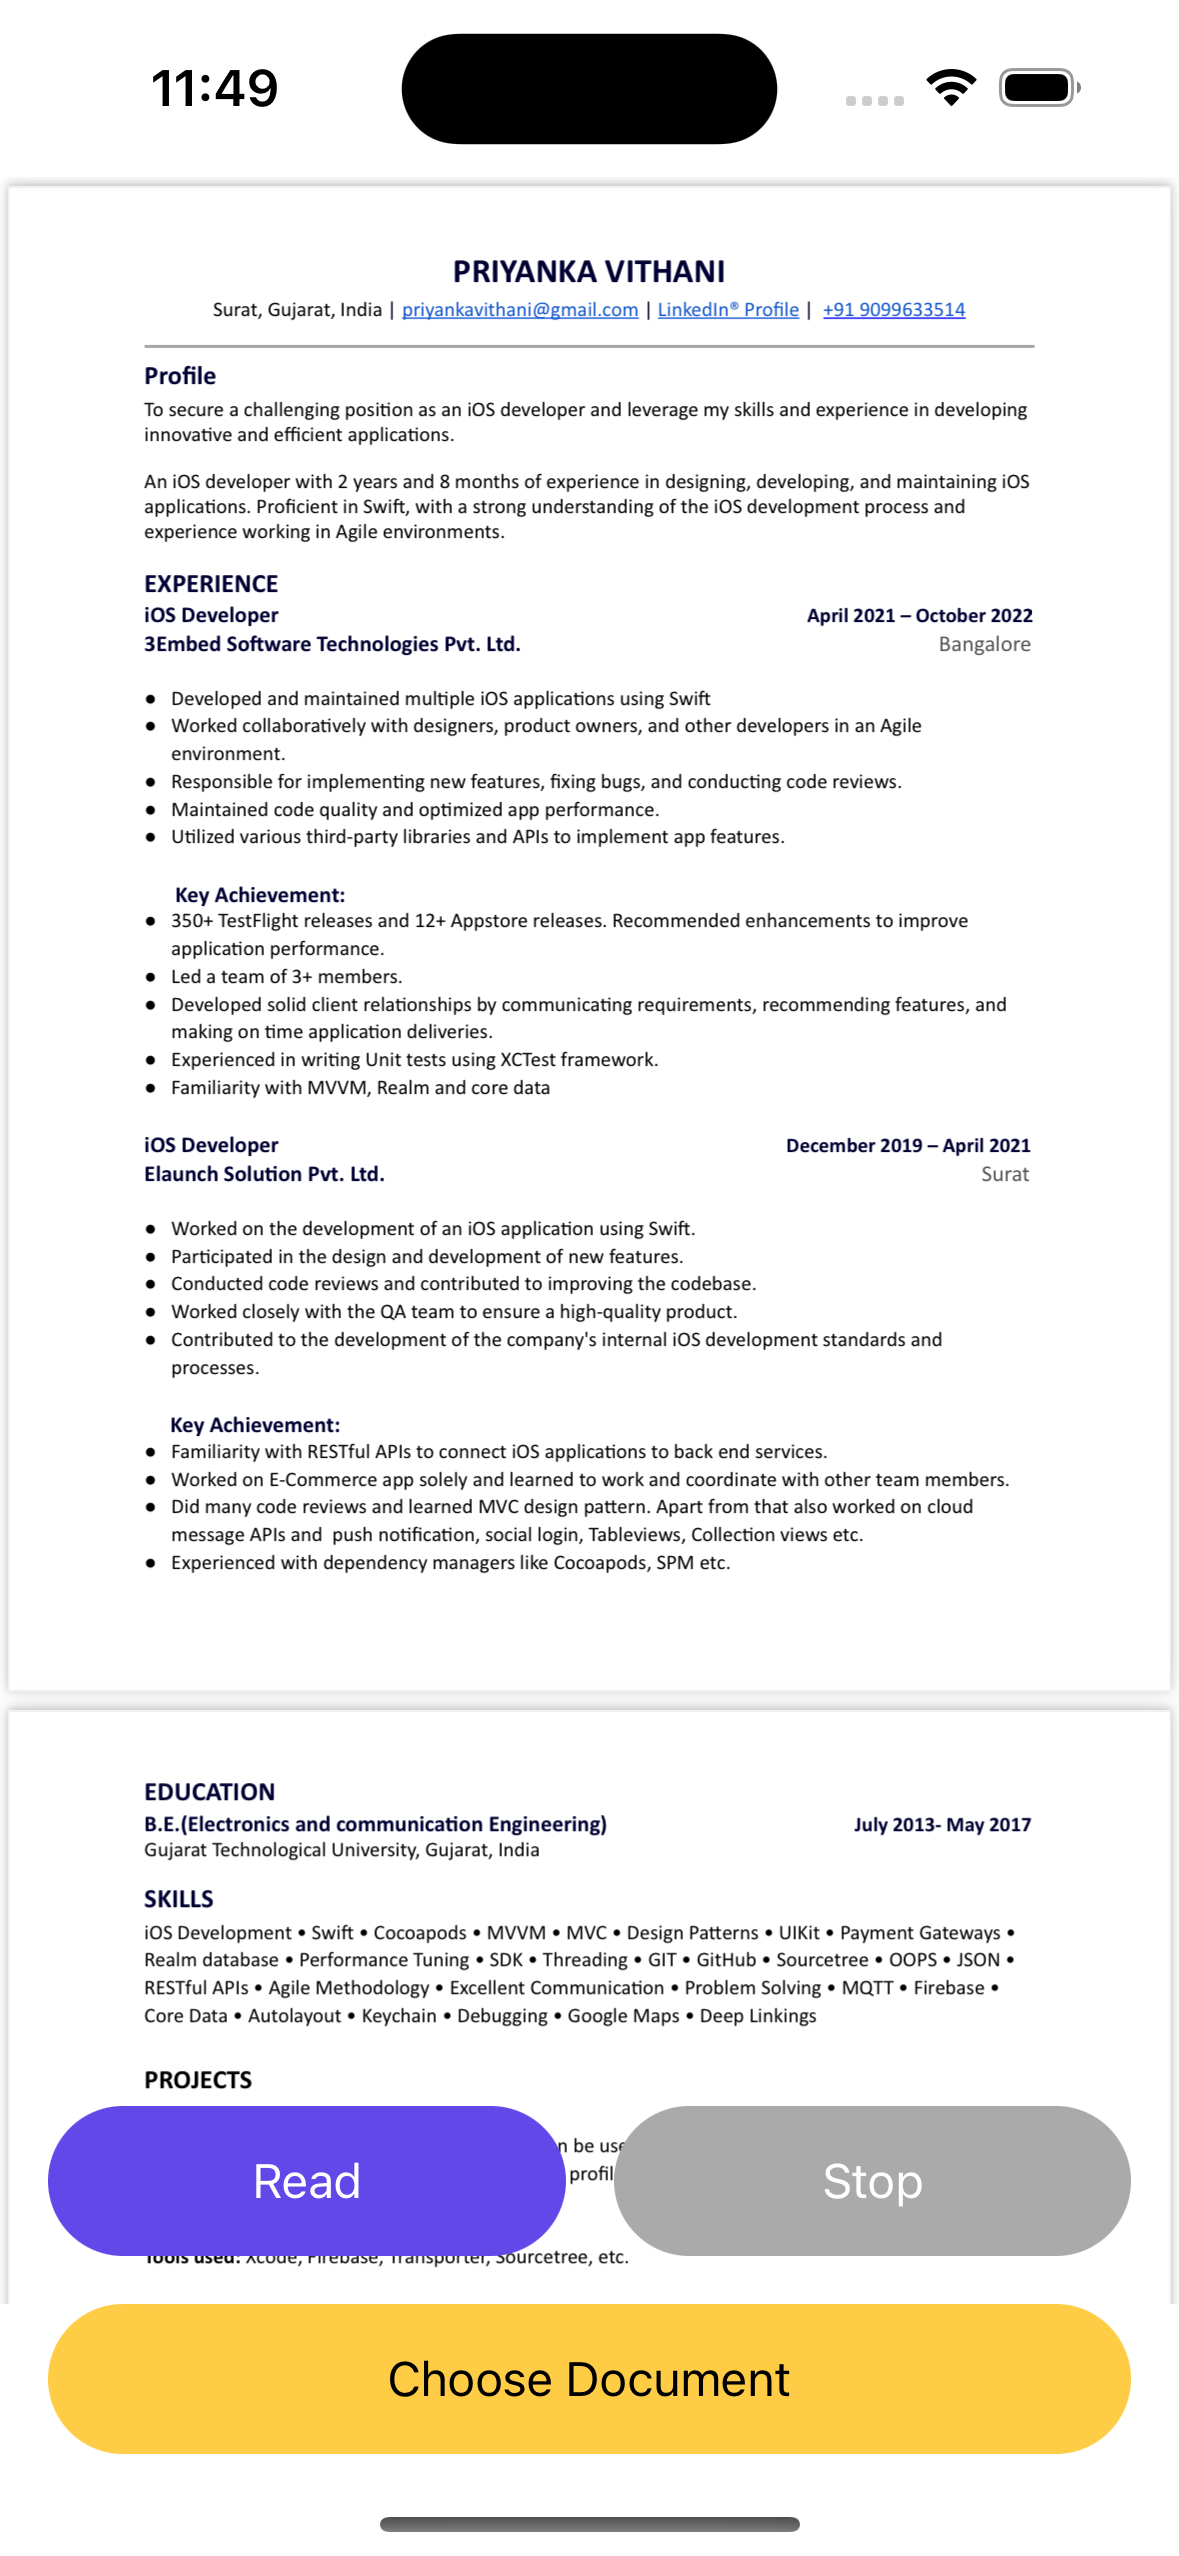 11:49
PRIYANKA VITHANI
Surat, Gujarat, India | priyankavithani@gmail.com | LinkedIn® Profile | +91 9099633514
Profile
To secure a challenging position as an iOS developer and leverage my skills and experience in developing
innovative and efficient applications.
An iOS developer with 2 years and 8 months of experience in designing, developing, and maintaining iOS
applications. Proficient in Swift, with a strong understanding of the iOS development process and
experience working in Agile environments.
EXPERIENCE
iOS Developer April 2021 – October 2022
3Embed Software Technologies Pvt. Ltd. Bangalore
● Developed and maintained multiple iOS applications using Swift
● Worked collaboratively with designers, product owners, and other developers in an Agile
environment.
● Responsible for implementing new features, fixing bugs, and conducting code reviews.
● Maintained code quality and optimized app performance.
● Utilized various third-party libraries and APIs to implement app features.
Key Achievement:
● 350+ TestFlight releases and 12+ Appstore releases. Recommended enhancements to improve
application performance.
● Led a team of 3+ members.
● Developed solid client relationships by communicating requirements, recommending features, and
making on time application deliveries.
● Experienced in writing Unit tests using XCTest framework.
● Familiarity with MVVM, Realm and core data
iOS Developer December 2019 – April 2021
Elaunch Solution Pvt. Ltd. Surat
● Worked on the development of an iOS application using Swift.
● Participated in the design and development of new features.
● Conducted code reviews and contributed to improving the codebase.
● Worked closely with the QA team to ensure a high-quality product.
● Contributed to the development of the company's internal iOS development standards and
processes.
Key Achievement:
● Familiarity with RESTful APIs to connect iOS applications to back end services.
● Worked on E-Commerce app solely and learned to work and coordinate with other team members.
● Did many code reviews and learned MVC design pattern. Apart from that also worked on cloud
message APIs and push notification, social login, Tableviews, Collection views etc.
● Experienced with dependency managers like Cocoapods, SPM etc.
EDUCATION
B.E.(Electronics and communication Engineering) July 2013- May 2017
Gujarat Technological University, Gujarat, India
SKILLS
iOS Development • Swift • Cocoapods • MVVM • MVC • Design Patterns • UIKit • Payment Gateways •
Realm database • Performance Tuning • SDK • Threading • GIT • GitHub • Sourcetree • OOPS • JSON •
RESTful APIs • Agile Methodology • Excellent Communication • Problem Solving • MQTT • Firebase •
Core Data • Autolayout • Keychain • Debugging • Google Maps • Deep Linkings
PROJECTS
be
Read Stop
Tools used: Xcode, Firebase, Transporter, Sourcetree, etc.
Choose Document